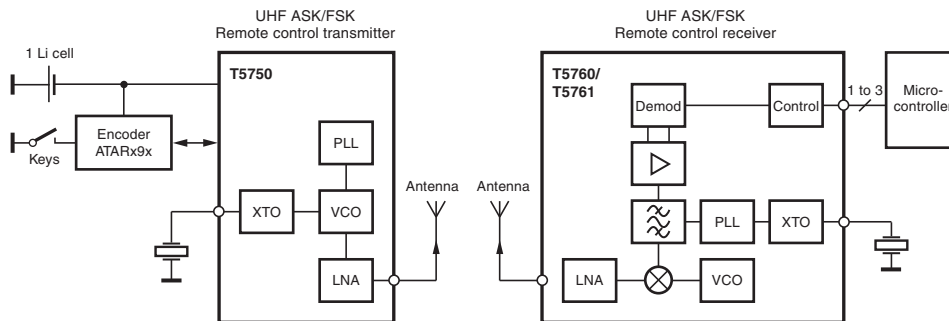 UHF ASK/FSK
Remote control transmitter
UHF ASK/FSK
Remote control receiver
1 Li cell
T5750
T5760/
T5761
1 to 3
Demod
Control
Micro-
controller
Encoder
ATARx9x
Keys
PLL
Antenna
Antenna
XTO
VCO
PLL
XTO
LNA
LNA
VCO